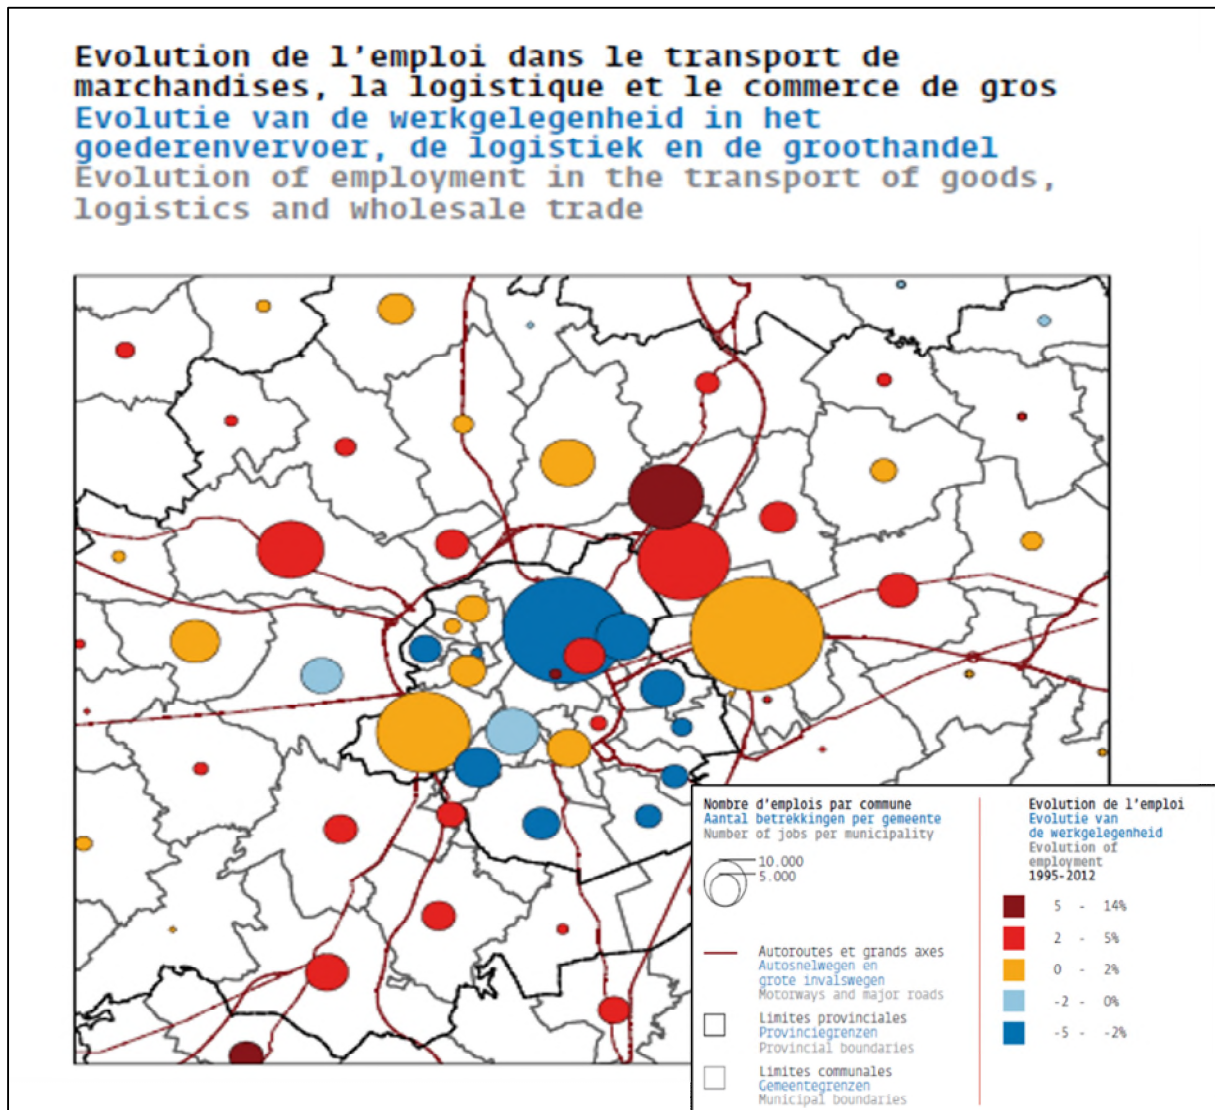 Evolution de l'emploi dans le transport de
marchandises, la logistique et le commerce de gros
Evolutie van de werkgelegenheid in het
goederenvervoer, de logistiek en de groothandel
Evolution of employment in the transport of goods,
logistics and wholesale trade
Nombre d'emplois par commune
Aantal betrekkingen per gemeente
Number of jobs per municipality
10.000
5.000
Autoroutes et grands axes
Autosnelwegen en
grote invalswegen
Motorways and major roads
Limites provinciales
Provinciegrenzen
Provincial boundaries
Limites communales
Gemeentegrenzen
Municipal boundaries
Evolution de l'emploi
Evolutie van
de werkgelegenheid
Evolution of
employment
1995-2012
5 - 14%
2 - 5%
0 - 2%
-2 - 0%
-5 - -2%